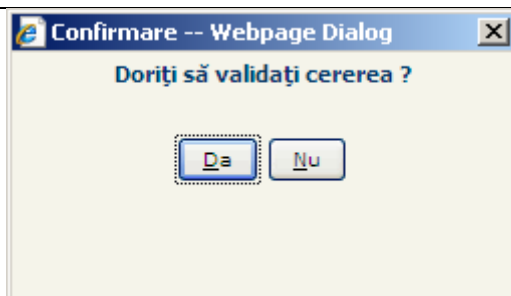 Confirmare -- Webpage Dialog
Doriți să validați cererea ?
Da Nu